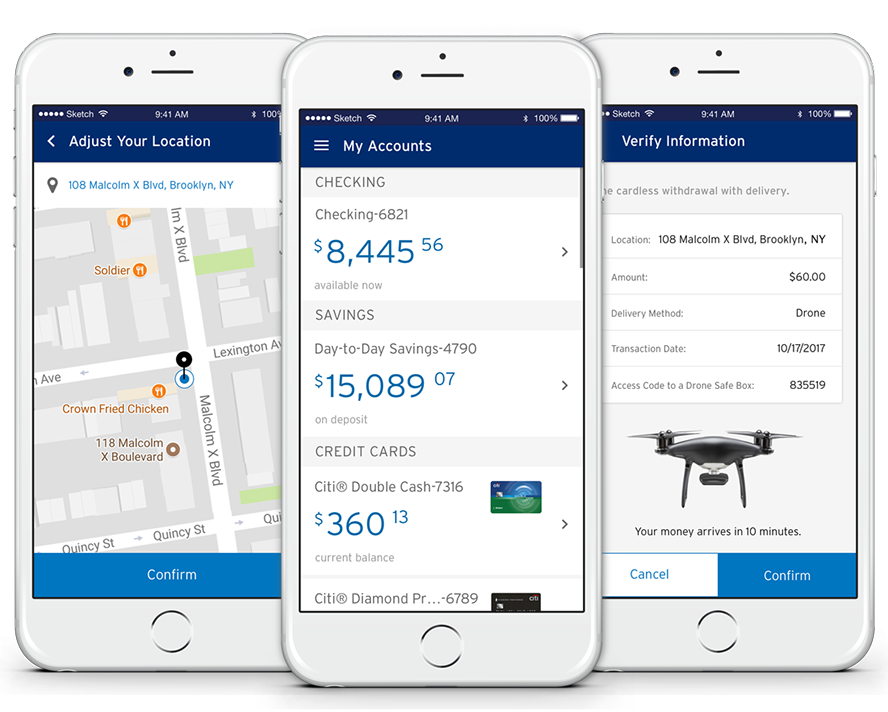 Sketch 9:41 AM 100%
Adjust Your Location
108 Malcolm X Blvd, Brooklyn, NY
lm X Blvd
Soldier
Lexington Av
n Ave
Crown Fried Chicken
Malcolm X Blvd
118 Malcolm
X Boulevard
Quincy St
Quincy St
Qui
Confirm
Sketch 9:41 AM 100%
My Accounts
CHECKING
Checking-6821
$8,445 56
available now
SAVINGS
Day-to-Day Savings-4790
$15,089 07
on deposit
CREDIT CARDS
Citi® Double Cash-7316
citi
$360 13
current balance
Citi® Diamond Pr...-6789
citi
Sketch 9:41 AM 100%
Verify Information
ne cardless withdrawal with delivery.
Location: 108 Malcolm X Blvd, Brooklyn, NY
Amount: $60.00
Delivery Method: Drone
Transaction Date: 10/17/2017
Access Code to a Drone Safe Box: 835519
Your money arrives in 10 minutes.
Cancel
Confirm